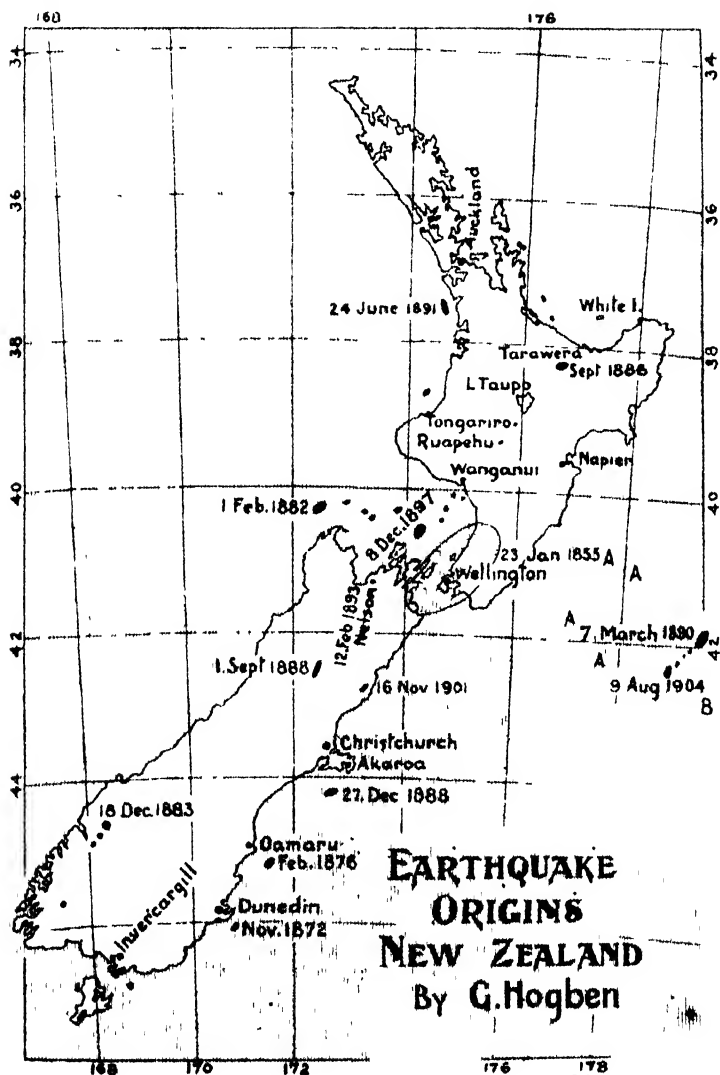 160
176
34
34
36
36
Auckland
24 June 1891
White I.
38
38
Tarawera
Sept 1886
L Taupo
Tongariro
Ruapehu
Napier
Wanganui
40
40
1 Feb. 1882
8 Dec. 1897
23 Jan 1855
A
A
Wellington
12. Feb 1893
Nelson
A
7. March 1890
42
42
A
1. Sept 1888
9 Aug 1904
B
16 Nov 1901
Christchurch
Akaroa
44
27. Dec 1888
18 Dec. 1883
Oamaru
Feb. 1876
Invercargill
Dunedin
Nov. 1872
EARTHQUAKE
ORIGINS
NEW ZEALAND
By G. Hogben
168
170
172
176
178